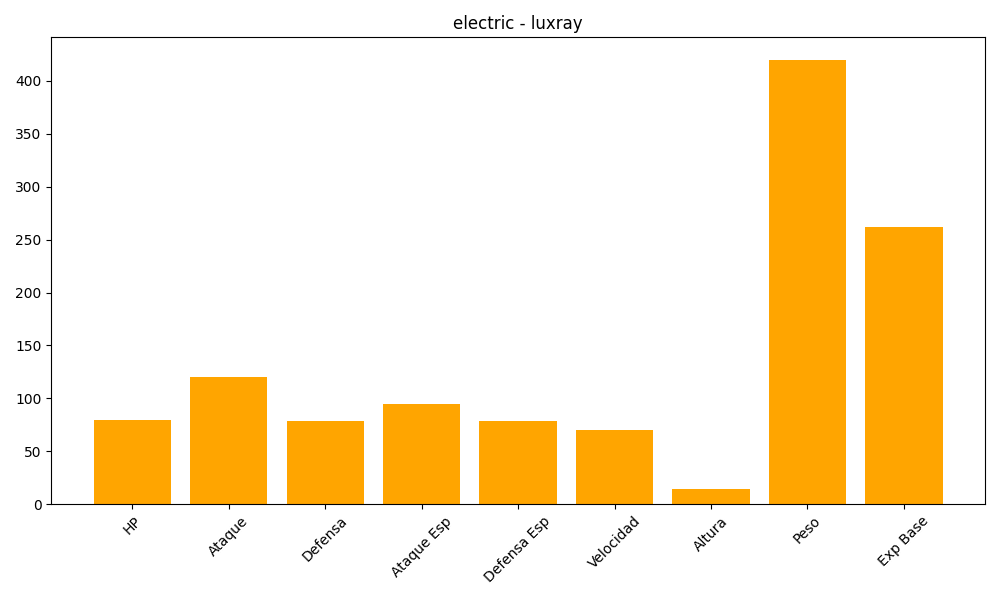 electric - luxray
400
350
300
250
200
150
100
50
0
HP
Ataque
Defensa
Ataque Esp
Defensa Esp
Velocidad
Altura
Peso
Exp Base